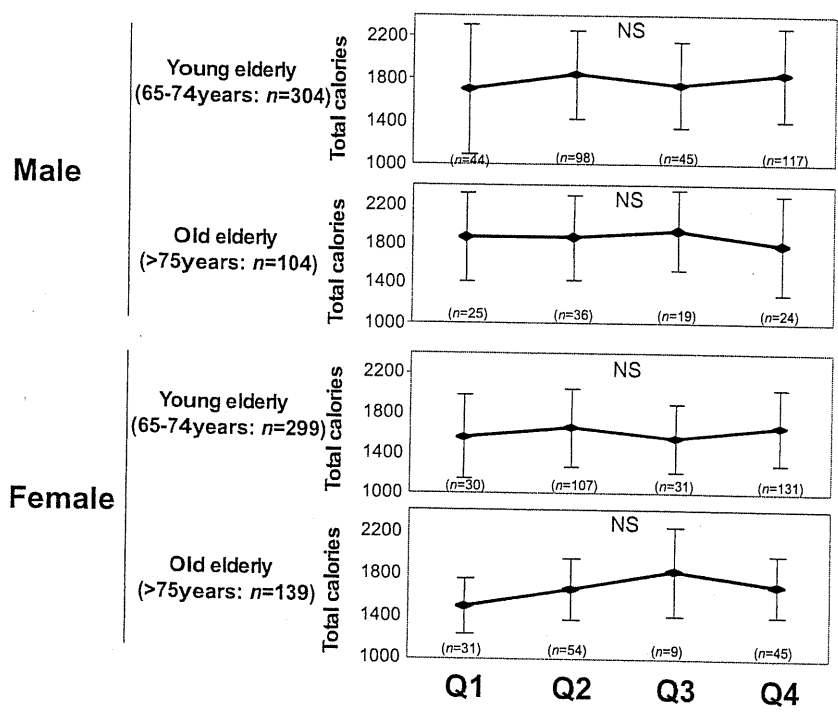 Male
Young elderly
(65-74years: n=304)
Total calories
2200
1800
1400
1000
NS
(n=44) (n=98) (n=45) (n=117)
Old elderly
(>75years: n=104)
Total calories
2200
1800
1400
1000
NS
(n=25) (n=36) (n=19) (n=24)
Female
Young elderly
(65-74years: n=299)
Total calories
2200
1800
1400
1000
NS
(n=30) (n=107) (n=31) (n=131)
Old elderly
(>75years: n=139)
Total calories
2200
1800
1400
1000
NS
(n=31) (n=54) (n=9) (n=45)
Q1 Q2 Q3 Q4